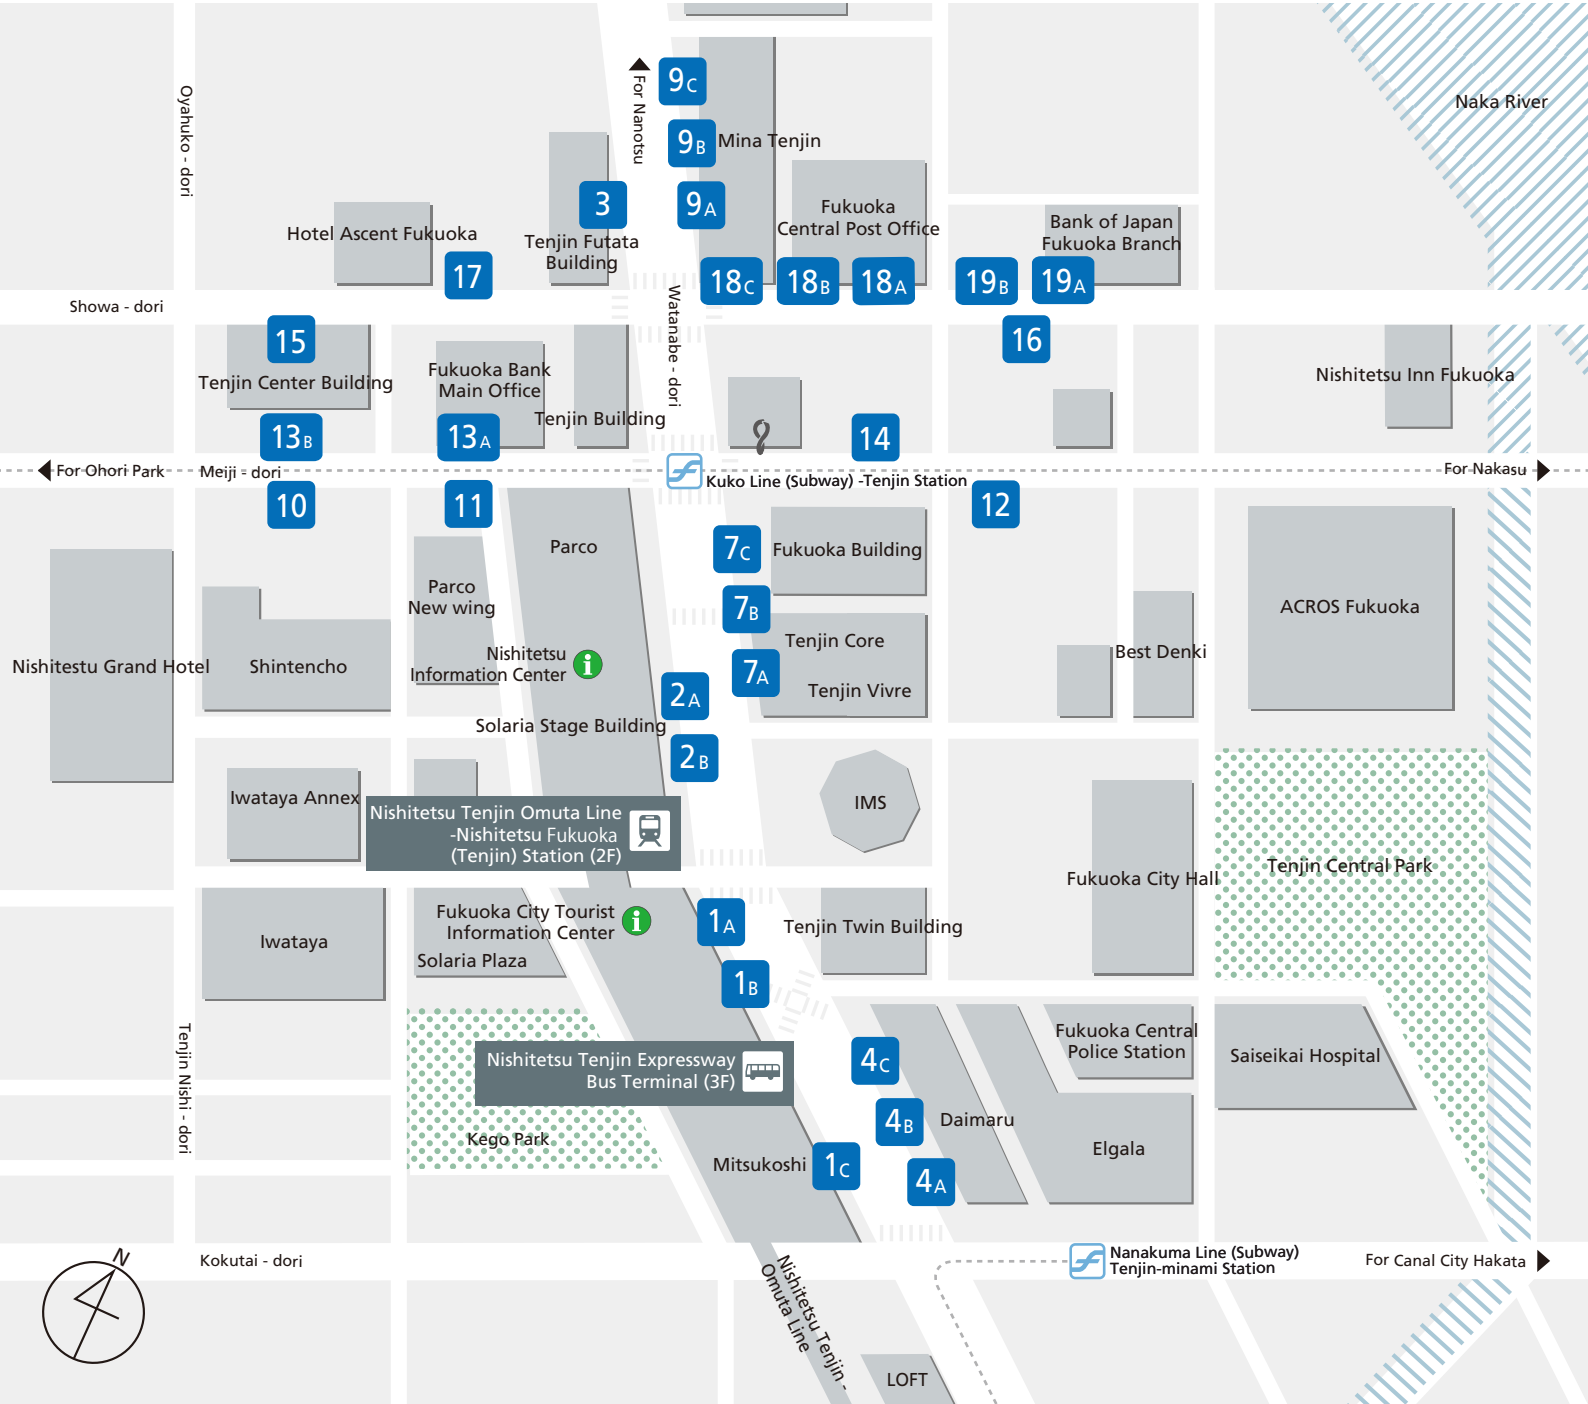 Naka River
Oyahuko - dori
For Nanotsu
9C
9B
Mina Tenjin
3
9A
Fukuoka
Central Post Office
Bank of Japan
Fukuoka Branch
Hotel Ascent Fukuoka
Tenjin Futata
Building
17
18C
18B
18A
19B
19A
Showa - dori
Watanabe - dori
15
16
Tenjin Center Building
Fukuoka Bank
Main Office
Tenjin Building
Nishitetsu Inn Fukuoka
13B
13A
14
For Ohori Park
Meiji - dori
Kuko Line (Subway) -Tenjin Station
For Nakasu
10
11
12
Parco
7C
Fukuoka Building
Parco
New wing
7B
ACROS Fukuoka
Tenjin Core
Nishitestu Grand Hotel
Shintencho
Nishitetsu
Information Center
i
7A
Tenjin Vivre
Best Denki
2A
Solaria Stage Building
2B
Iwataya Annex
IMS
Nishitetsu Tenjin Omuta Line
-Nishitetsu Fukuoka
(Tenjin) Station (2F)
Fukuoka City Hall
Tenjin Central Park
Iwataya
Fukuoka City Tourist
Information Center
i
1A
Tenjin Twin Building
Solaria Plaza
1B
Tenjin Nishi - dori
Nishitetsu Tenjin Expressway
Bus Terminal (3F)
4C
Fukuoka Central
Police Station
Saiseikai Hospital
Kego Park
4B
Daimaru
Elgala
Mitsukoshi
1C
4A
N
Kokutai - dori
Nishitetsu Tenjin -
Omuta Line
Nanakuma Line (Subway)
Tenjin-minami Station
For Canal City Hakata
LOFT